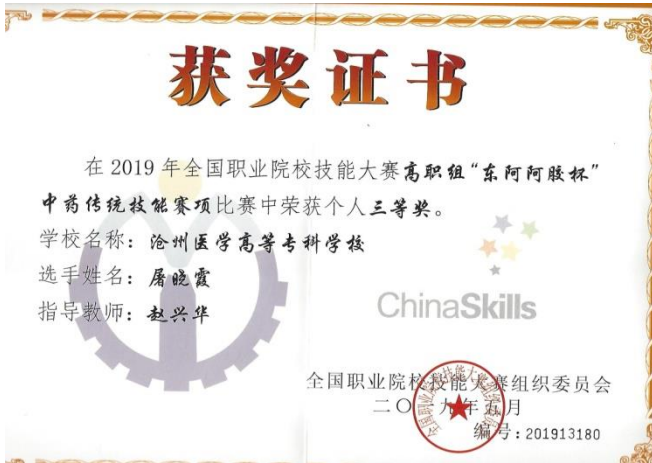 获奖证书
在 2019 年全国职业院校技能大赛高职组“东阿阿胶杯”
中药传统技能赛项比赛中荣获个人三等奖。
学校名称：沧州医学高等专科学校
选手姓名：屠晓霞
指导教师：赵兴华
ChinaSkills
全国职业院校技能大赛组织委员会
二〇一九年五月
编号：201913180